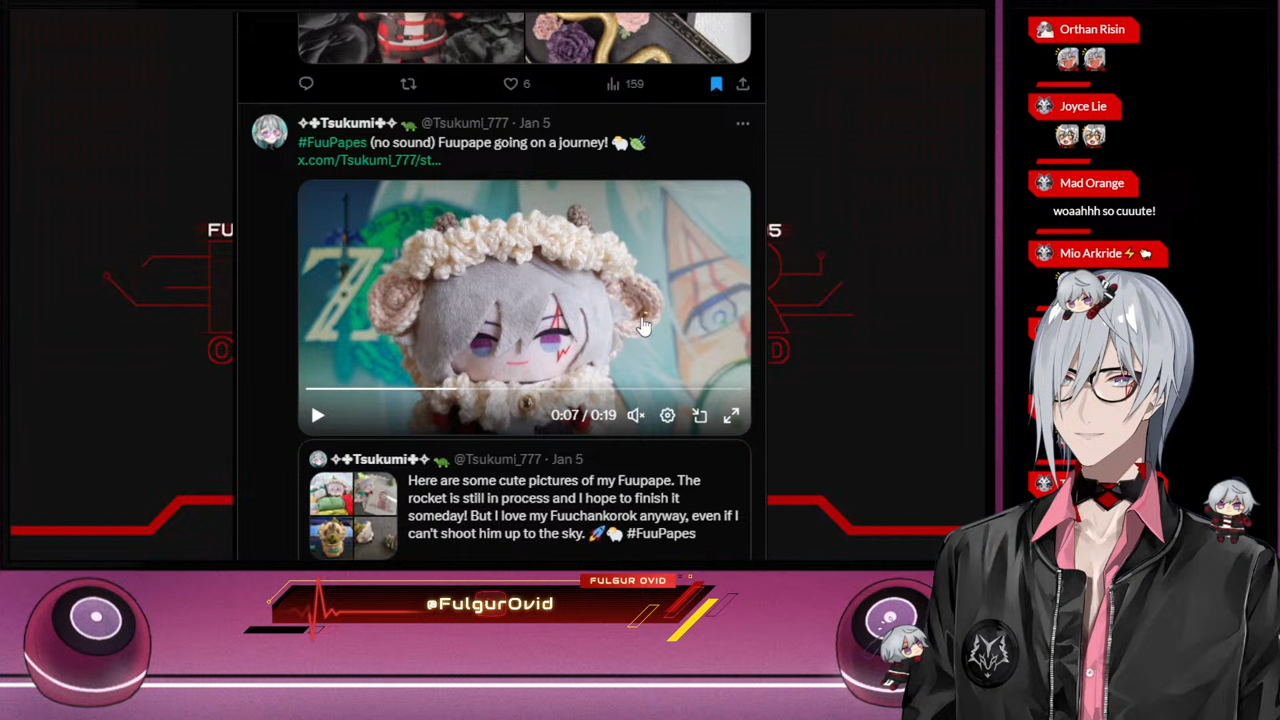 6
159
✧✤Tsukumi✤✧ 🐢 @Tsukumi_777 · Jan 5
#FuuPapes (no sound) Fuupape going on a journey! 🐑🍃
x.com/Tsukumi_777/st...
0:07 / 0:19
✧✤Tsukumi✤✧ 🐢 @Tsukumi_777 · Jan 5
Here are some cute pictures of my Fuupape. The
rocket is still in process and I hope to finish it
someday! But I love my Fuuchankorok anyway, even if I
can't shoot him up to the sky. 🚀🐑 #FuuPapes
FU
5
O
D
Orthan Risin
Joyce Lie
Mad Orange
woaahhh so cuuute!
Mio Arkride⚡🐑
FULGUR OVID
@FulgurOvid